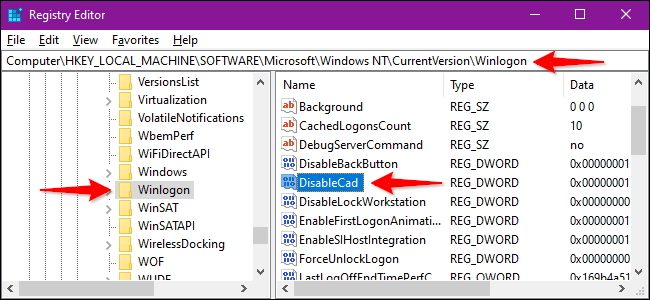 Registry Editor
File Edit View Favorites Help
Computer\HKEY_LOCAL_MACHINE\SOFTWARE\Microsoft\Windows NT\CurrentVersion\Winlogon
VersionsList
Virtualization
VolatileNotifications
WbemPerf
WiFiDirectAPI
Windows
Winlogon
WinSAT
WinSATAPI
WirelessDocking
WOF
WUDF
Name Type Data
Background REG_SZ 0 0 0
CachedLogonsCount REG_SZ 10
DebugServerCommand REG_SZ no
DisableBackButton REG_DWORD 0x00000001
DisableCad REG_DWORD 0x00000001
DisableLockWorkstation REG_DWORD 0x00000000
EnableFirstLogonAnimati... REG_DWORD 0x00000001
EnableSIHostIntegration REG_DWORD 0x00000001
ForceUnlockLogon REG_DWORD 0x00000000
LastLogOffEndTimePerfC REG_QWORD 0x169b4a51